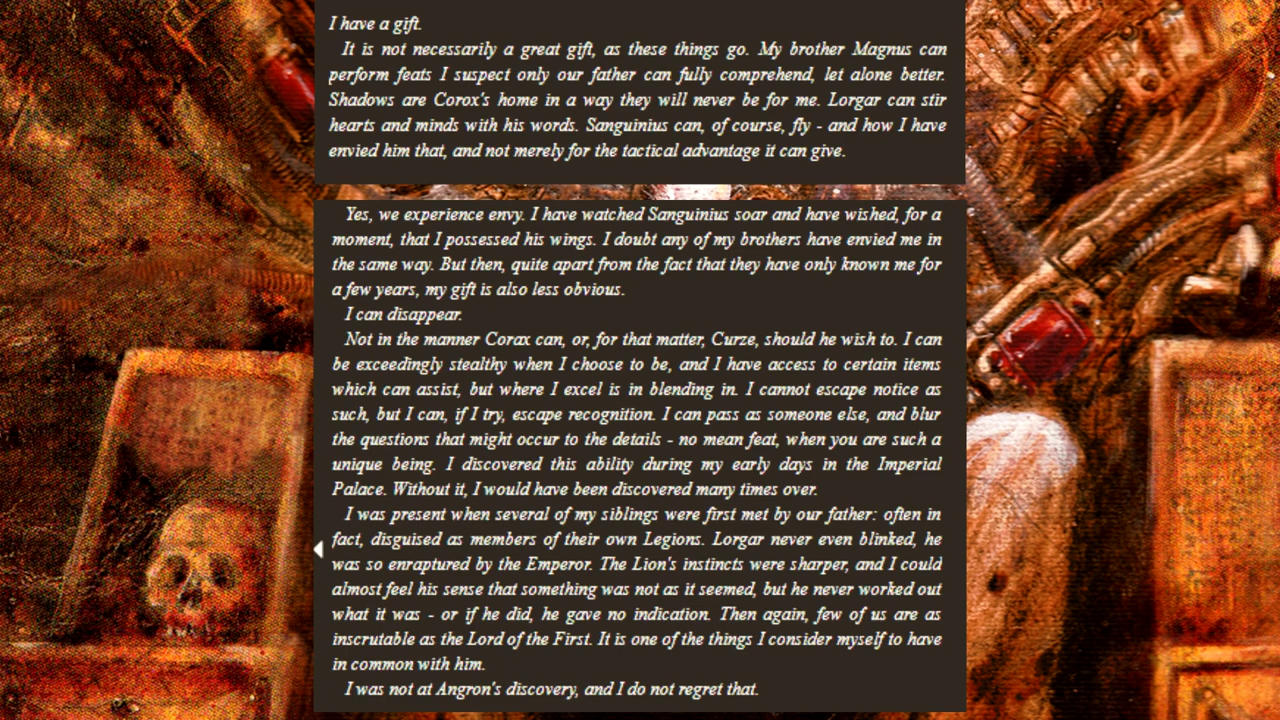 I have a gift.
It is not necessarily a great gift, as these things go. My brother Magnus can
perform feats I suspect only our father can fully comprehend, let alone better.
Shadows are Corox's home in a way they will never be for me. Lorgar can stir
hearts and minds with his words. Sanguinius can, of course, fly - and how I have
envied him that, and not merely for the tactical advantage it can give.
Yes, we experience envy. I have watched Sanguinius soar and have wished, for a
moment, that I possessed his wings. I doubt any of my brothers have envied me in
the same way. But then, quite apart from the fact that they have only known me for
a few years, my gift is also less obvious.
I can disappear.
Not in the manner Corax can, or, for that matter, Curze, should he wish to. I can
be exceedingly stealthy when I choose to be, and I have access to certain items
which can assist, but where I excel is in blending in. I cannot escape notice as
such, but I can, if I try, escape recognition. I can pass as someone else, and blur
the questions that might occur to the details - no mean feat, when you are such a
unique being. I discovered this ability during my early days in the Imperial
Palace. Without it, I would have been discovered many times over.
I was present when several of my siblings were first met by our father: often in
fact, disguised as members of their own Legions. Lorgar never even blinked, he
was so enraptured by the Emperor. The Lion's instincts were sharper, and I could
almost feel his sense that something was not as it seemed, but he never worked out
what it was - or if he did, he gave no indication. Then again, few of us are as
inscrutable as the Lord of the First. It is one of the things I consider myself to have
in common with him.
I was not at Angron's discovery, and I do not regret that.